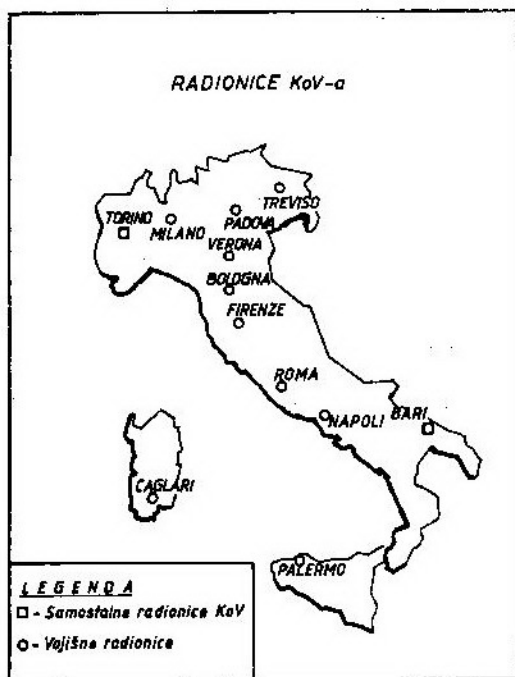 RADIONICE KoV-a
TREVISO
PADOVA
TORINO
MILANO
VERONA
BOLOGNA
FIRENZE
ROMA
NAPOLI
BARI
CAGLARI
PALERMO
LEGENDA
□ - Samostalne radionice KoV
○ - Vojišne radionice